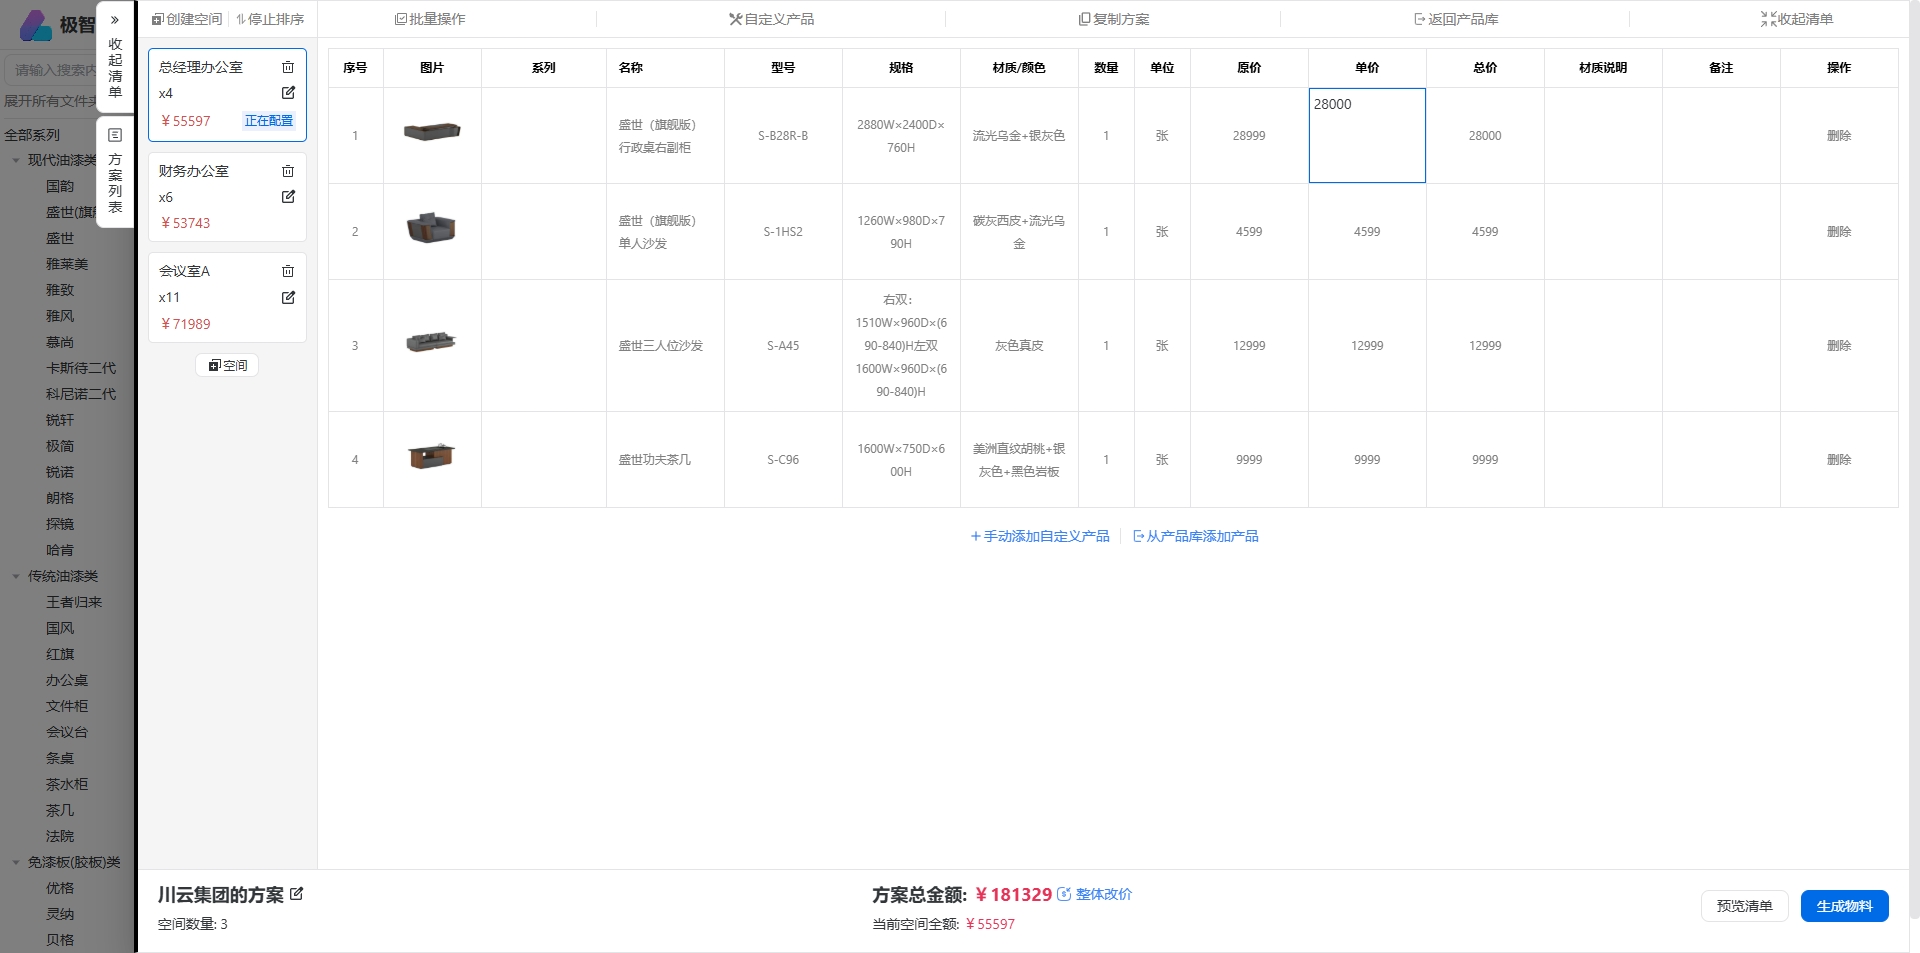 极智
请输入搜索内
展开所有文件夹
全部系列
现代油漆类
国韵
盛世(旗舰
盛世
雅莱美
雅致
雅风
慕尚
卡斯待二代
科尼诺二代
锐轩
极简
锐诺
朗格
探镜
哈肯
传统油漆类
王者归来
国风
红旗
办公桌
文件柜
会议台
条桌
茶水柜
茶几
法院
免漆板(胶板)类
优格
灵纳
贝格
收起清单
方案列表
创建空间 停止排序
批量操作 自定义产品 复制方案 返回产品库 收起清单
总经理办公室
x4
￥55597 正在配置
财务办公室
x6
￥53743
会议室A
x11
￥71989
空间
序号 图片 系列 名称 型号 规格 材质/颜色 数量 单位 原价 单价 总价 材质说明 备注 操作
1 盛世（旗舰版）行政桌右副柜 S-B28R-B 2880W×2400D×760H 流光乌金+银灰色 1 张 28999 28000 28000 删除
2 盛世（旗舰版）单人沙发 S-1HS2 1260W×980D×790H 碳灰西皮+流光乌金 1 张 4599 4599 4599 删除
3 盛世三人位沙发 S-A45 右双：1510W×960D×(690-840)H左双1600W×960D×(690-840)H 灰色真皮 1 张 12999 12999 12999 删除
4 盛世功夫茶几 S-C96 1600W×750D×600H 美洲直纹胡桃+银灰色+黑色岩板 1 张 9999 9999 9999 删除
+手动添加自定义产品 从产品库添加产品
川云集团的方案
空间数量: 3
方案总金额: ￥181329 整体改价
当前空间全额: ￥55597
预览清单 生成物料